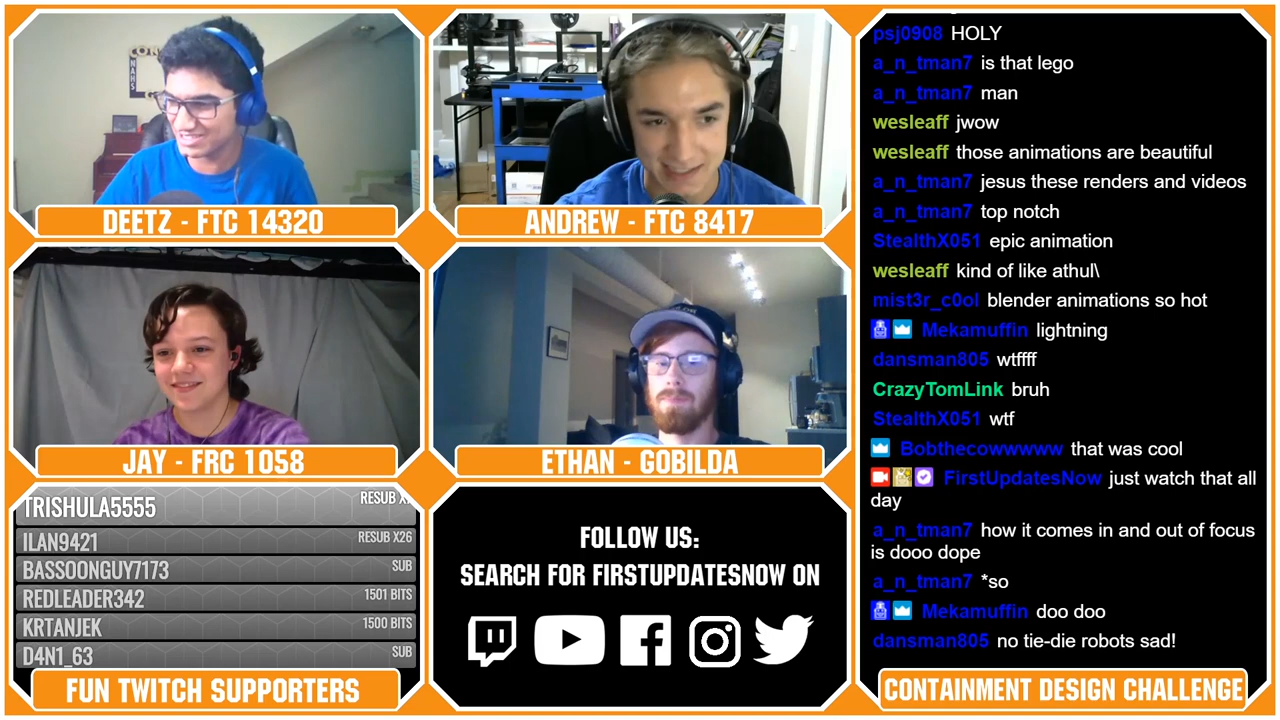 DEETZ - FTC 14320
ANDREW - FTC 8417
JAY - FRC 1058
ETHAN - GOBILDA
TRISHULA5555
ILAN9421 RESUB X26
BASSOONGUY7173 SUB
REDLEADER342 1501 BITS
KRTANJEK 1500 BITS
D4N1_63 SUB
FUN TWITCH SUPPORTERS
FOLLOW US:
SEARCH FOR FIRSTUPDATESNOW ON
psj0908 HOLY
a_n_tman7 is that lego
a_n_tman7 man
wesleaff jwow
wesleaff those animations are beautiful
a_n_tman7 jesus these renders and videos
a_n_tman7 top notch
StealthX051 epic animation
wesleaff kind of like athul\
mist3r_c0ol blender animations so hot
Mekamuffin lightning
dansman805 wtffff
CrazyTomLink bruh
StealthX051 wtf
Bobthecowwwwww that was cool
FirstUpdatesNow just watch that all
day
a_n_tman7 how it comes in and out of focus
is dooo dope
a_n_tman7 *so
Mekamuffin doo doo
dansman805 no tie-die robots sad!
CONTAINMENT DESIGN CHALLENGE